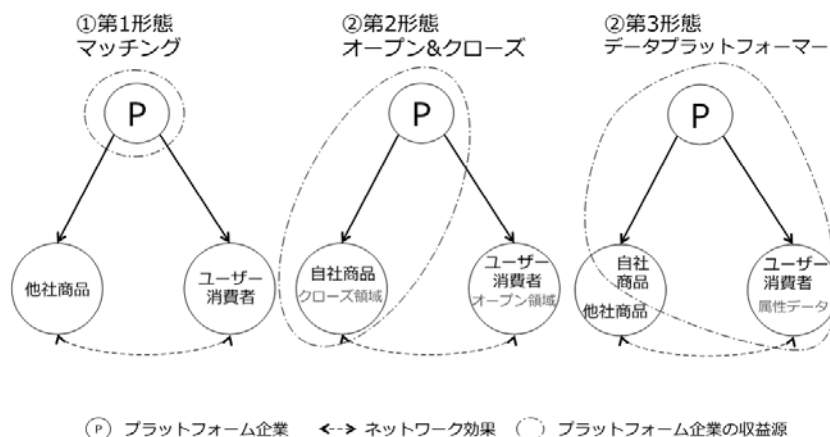 ①第1形態
マッチング
P
他社商品
ユーザー
消費者
②第2形態
オープン&クローズ
P
自社商品
クローズ領域
ユーザー
消費者
オープン領域
②第3形態
データプラットフォーマー
P
自社
商品
他社商品
ユーザー
消費者
属性データ
P プラットフォーム企業 ネットワーク効果 プラットフォーム企業の収益源